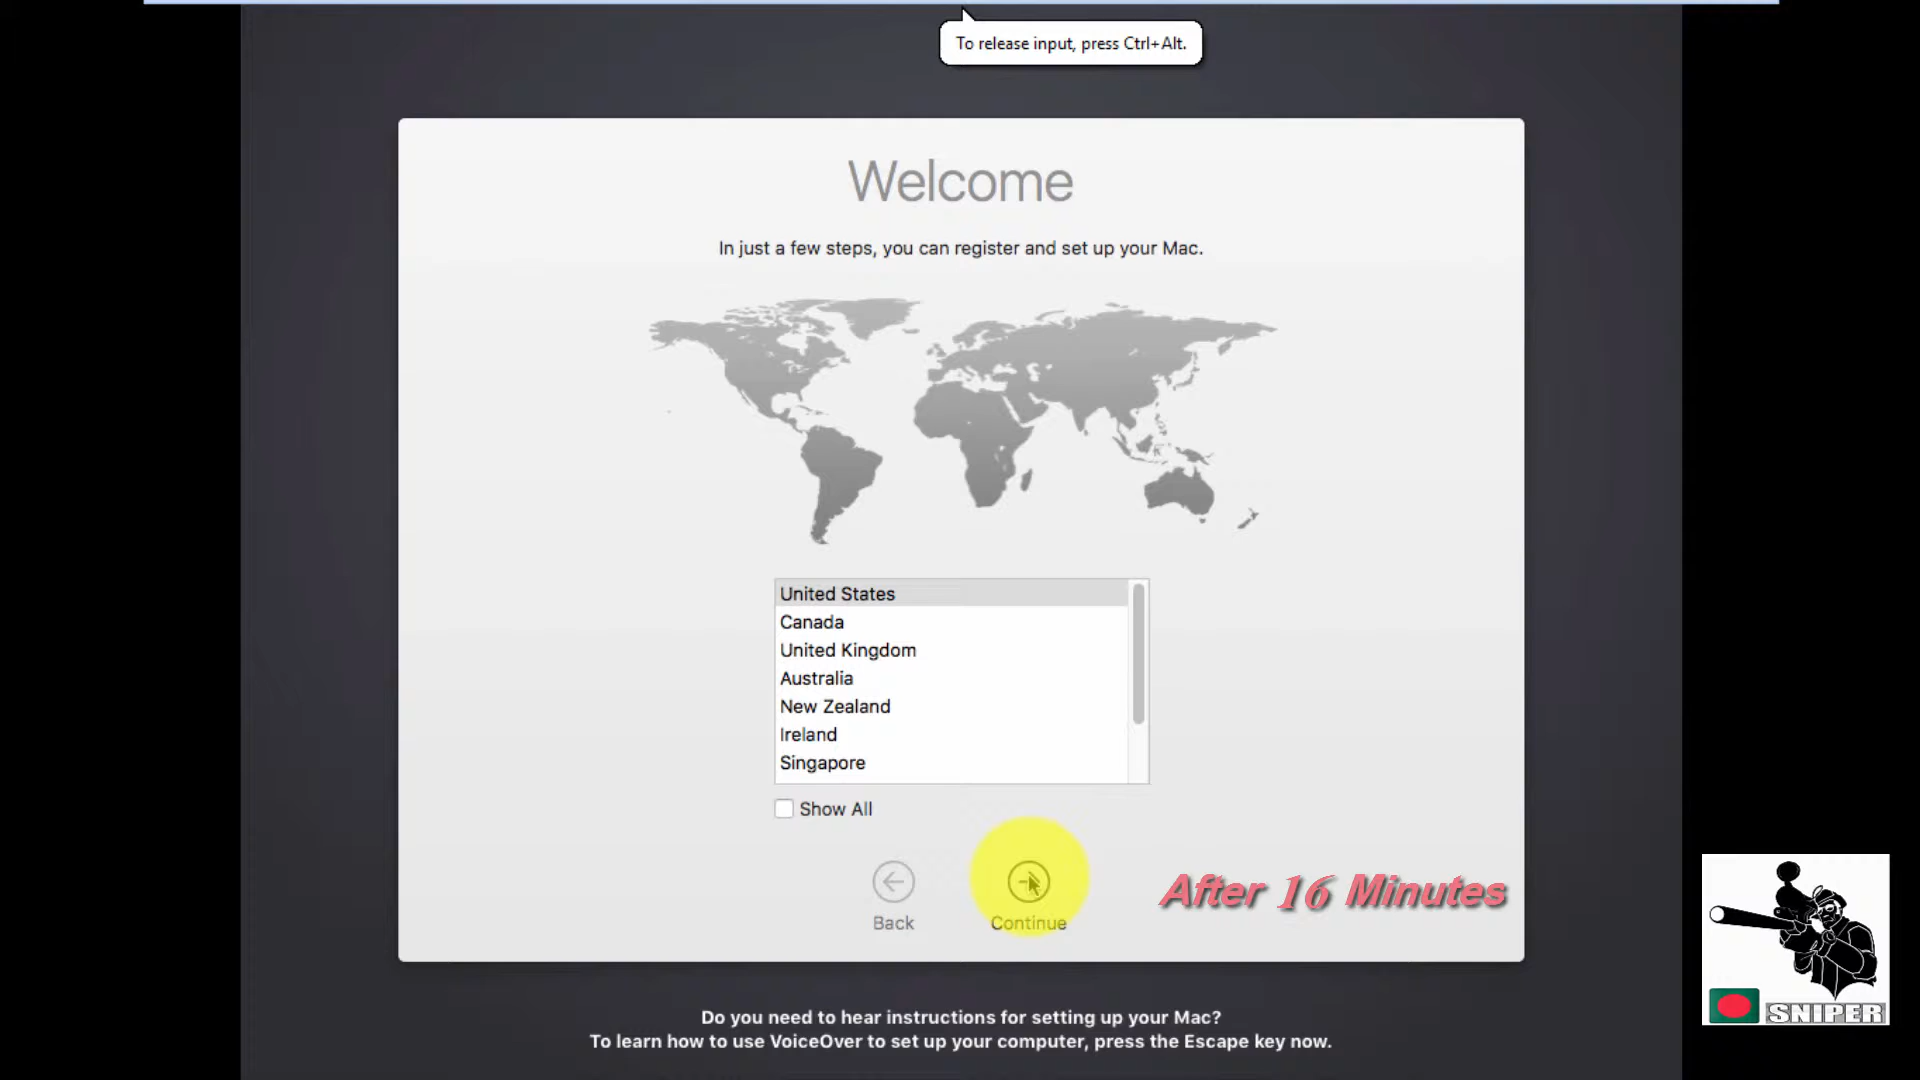 To release input, press Ctrl+Alt.
Welcome
In just a few steps, you can register and set up your Mac.
United States
Canada
United Kingdom
Australia
New Zealand
Ireland
Singapore
Show All
Back
Continue
After 16 Minutes
SNIPER
Do you need to hear instructions for setting up your Mac?
To learn how to use VoiceOver to set up your computer, press the Escape key now.